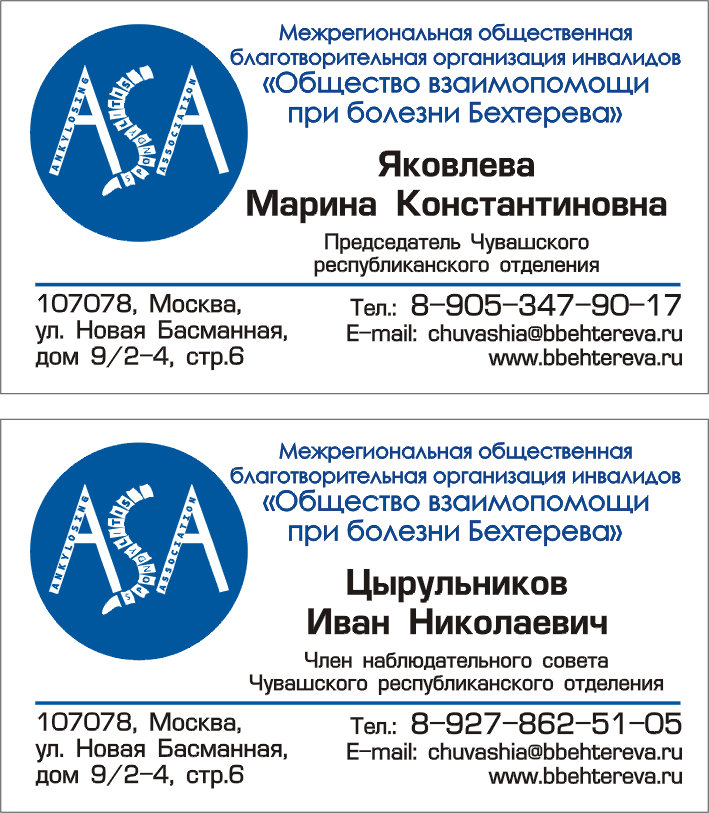 ANKYLOSING
SPONDYLITIS
ASSOCIATION
Межрегиональная общественная
благотворительная организация инвалидов
«Общество взаимопомощи
при болезни Бехтерева»
Яковлева
Марина Константиновна
Председатель Чувашского
республиканского отделения
107078, Москва,
ул. Новая Басманная,
дом 9/2-4, стр.6
Тел.: 8-905-347-90-17
E-mail: chuvashia@bbehtereva.ru
www.bbehtereva.ru
ANKYLOSING
SPONDYLITIS
ASSOCIATION
Межрегиональная общественная
благотворительная организация инвалидов
«Общество взаимопомощи
при болезни Бехтерева»
Цырульников
Иван Николаевич
Член наблюдательного совета
Чувашского республиканского отделения
107078, Москва,
ул. Новая Басманная,
дом 9/2-4, стр.6
Тел.: 8-927-862-51-05
E-mail: chuvashia@bbehtereva.ru
www.bbehtereva.ru